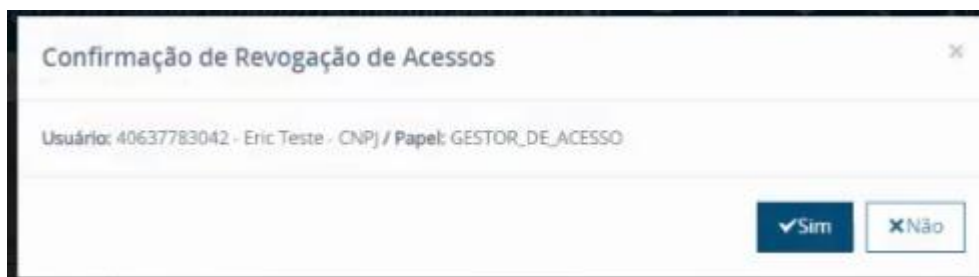 Confirmação de Revogação de Acessos
Usuário: 40637783042 - Eric Teste - CNPJ / Papel: GESTOR_DE_ACESSO
Sim
Não